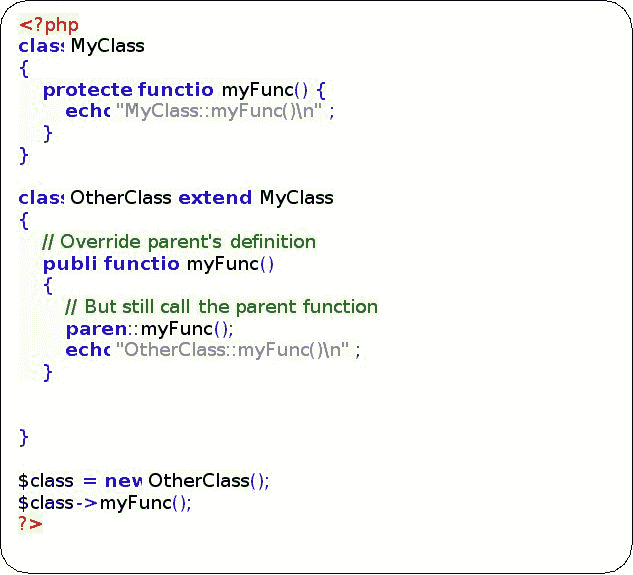 <?php
clas MyClass
{
protecte functio myFunc() {
echo "MyClass::myFunc()\n" ;
}
}
clas OtherClass extend MyClass
{
// Override parent's definition
publi functio myFunc()
{
// But still call the parent function
paren::myFunc();
echo "OtherClass::myFunc()\n" ;
}
}
$class = new OtherClass();
$class->myFunc();
?>